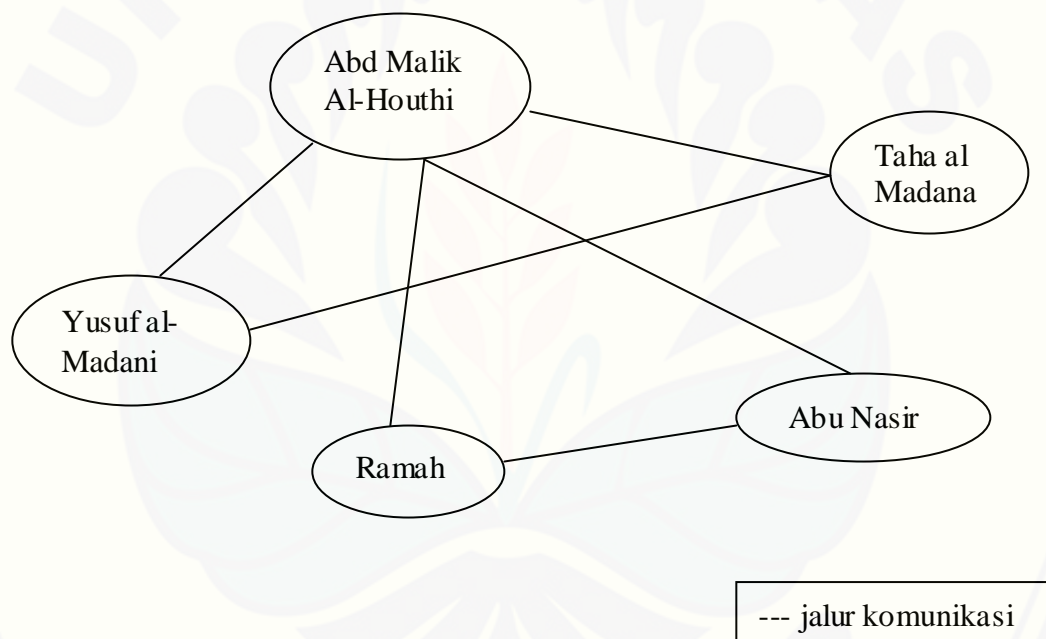 Abd Malik
Al-Houthi
Taha al
Madana
Yusuf al-
Madani
Abu Nasir
Ramah
--- jalur komunikasi